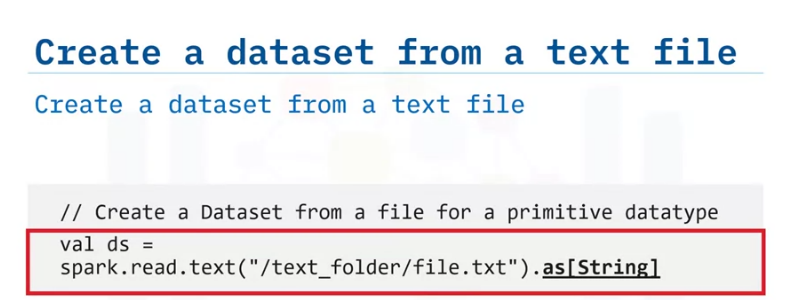 Create a dataset from a text file
Create a dataset from a text file
// Create a Dataset from a file for a primitive datatype
val ds =
spark.read.text("/text_folder/file.txt").as[String]